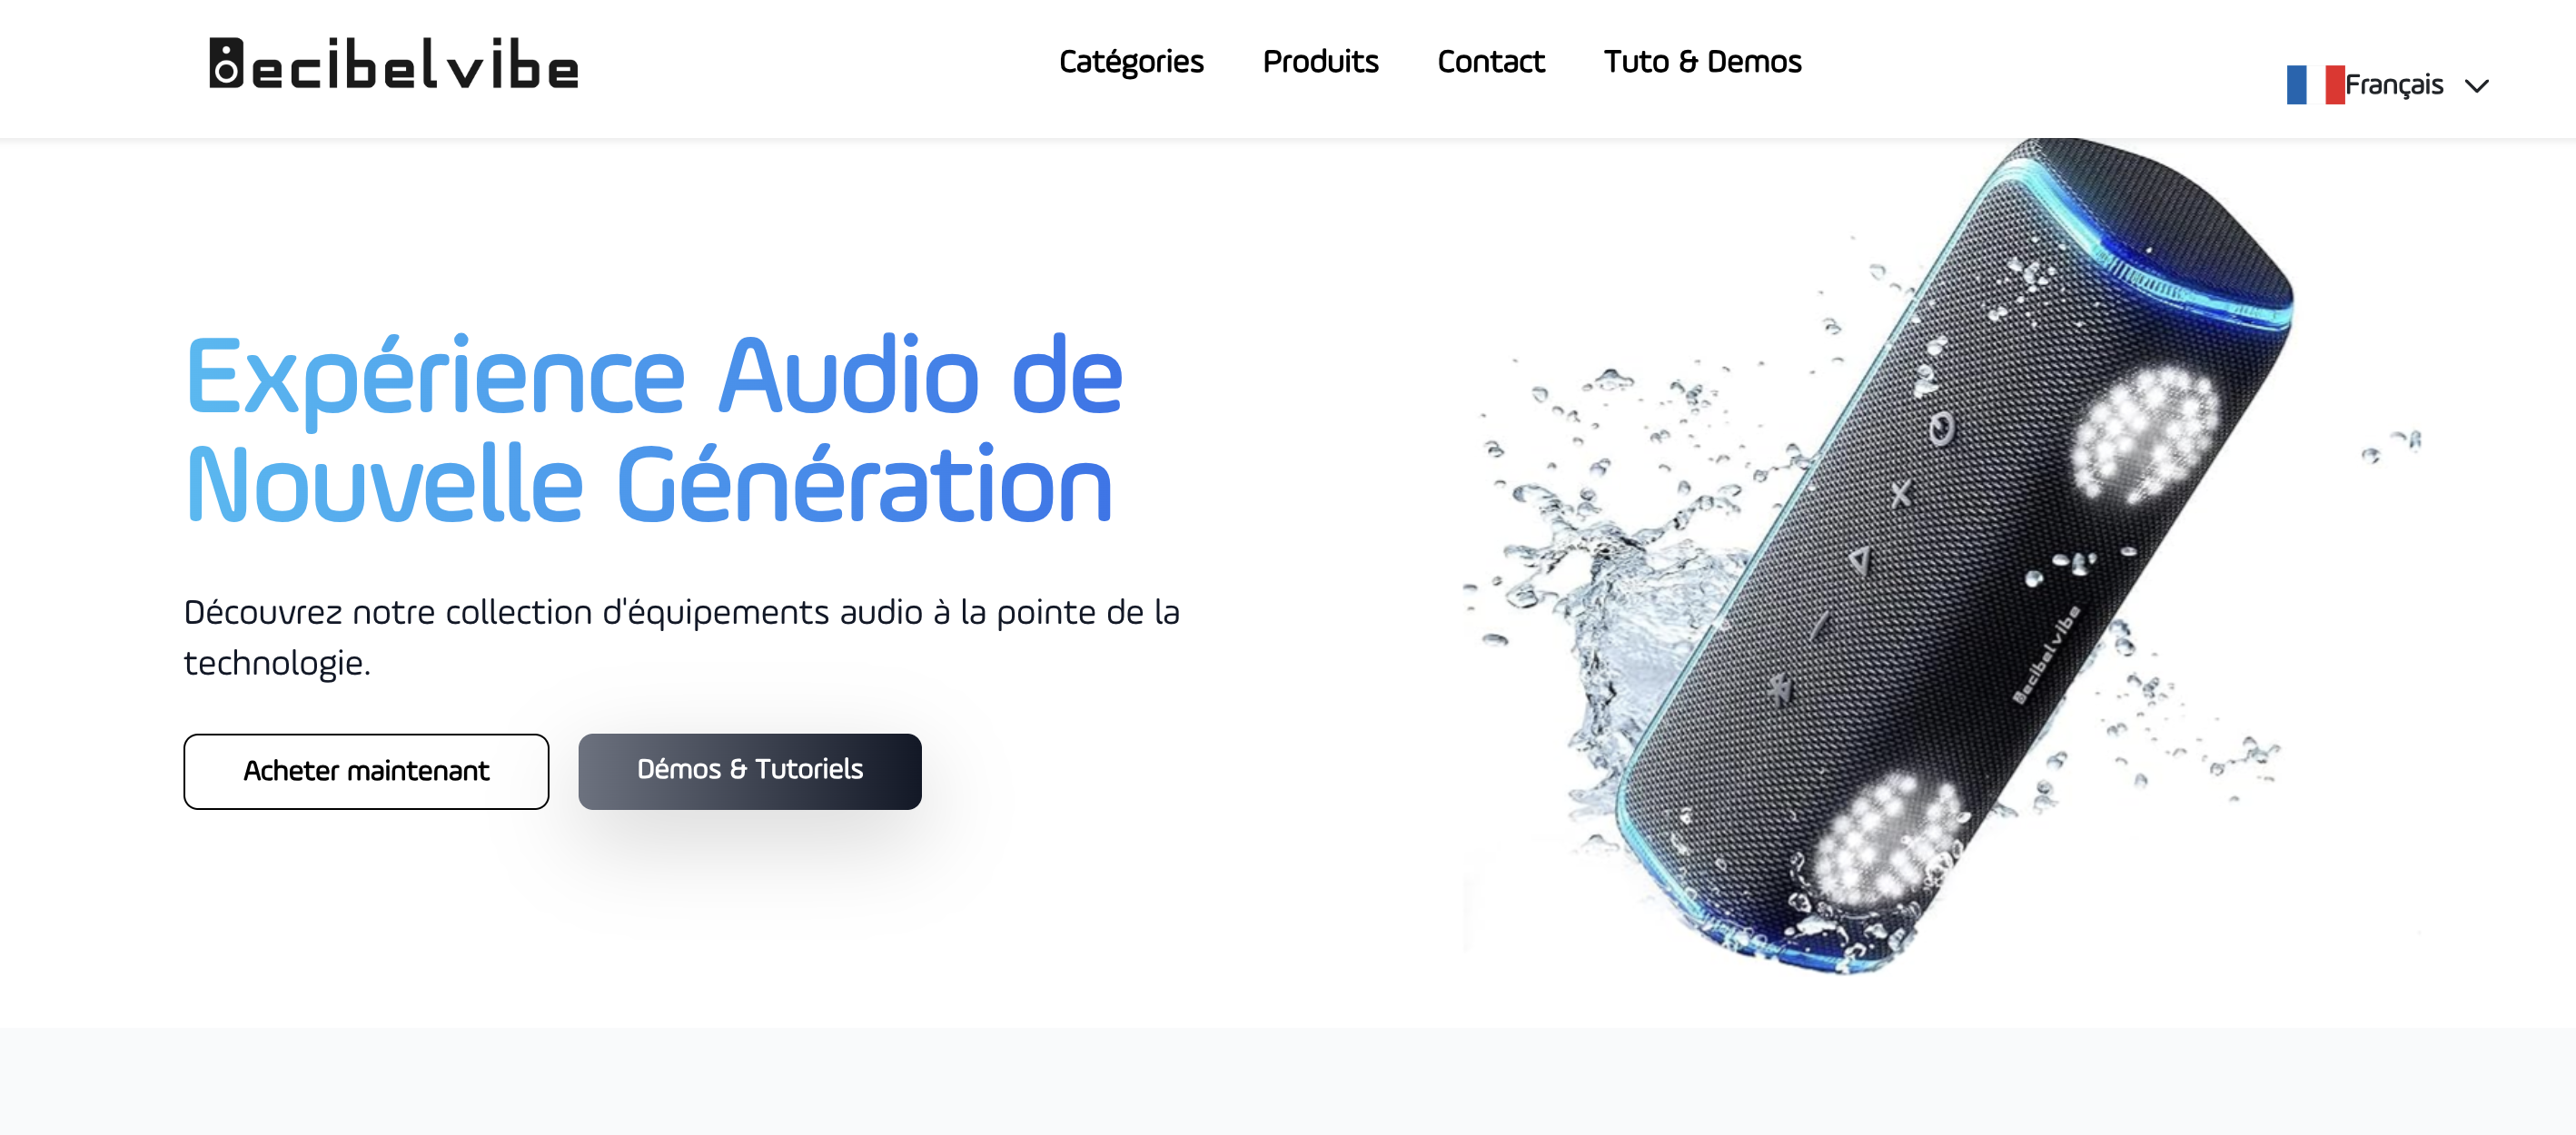 Decibelvibe
Catégories Produits Contact Tuto & Demos
Français
Expérience Audio de
Nouvelle Génération
Découvrez notre collection d'équipements audio à la pointe de la
technologie.
Acheter maintenant Démos & Tutoriels
Decibelvibe